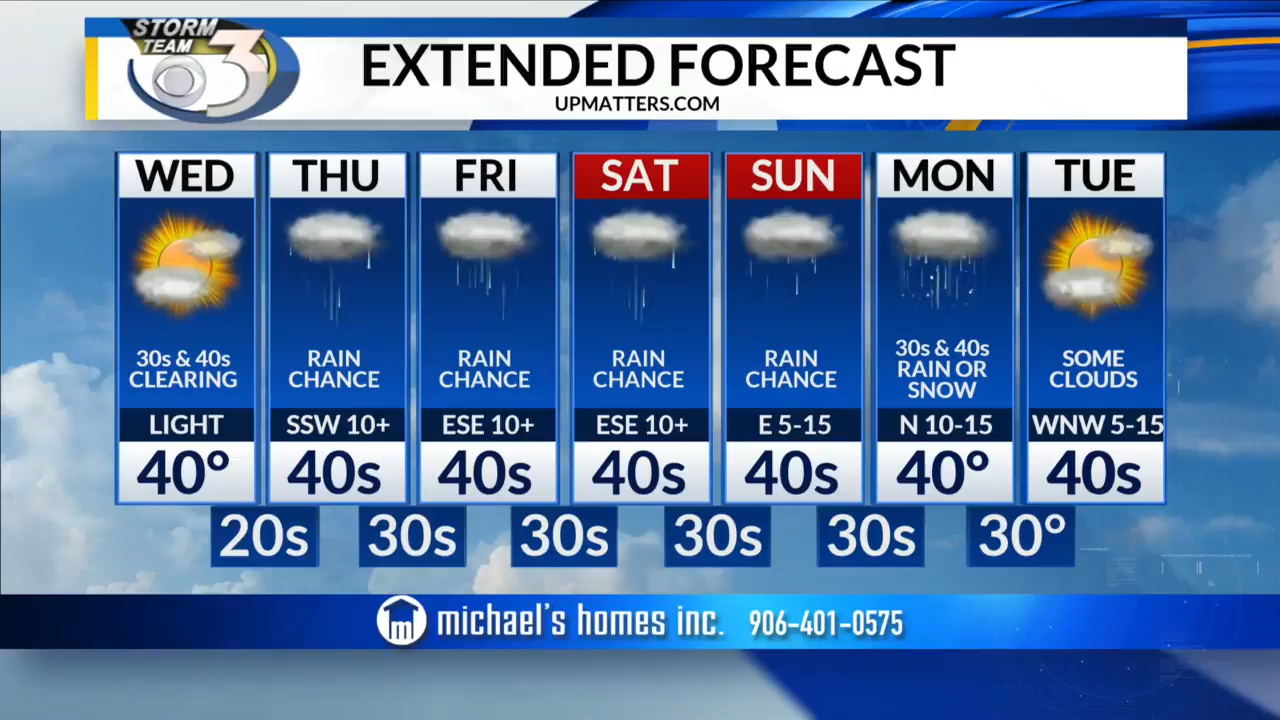 STORM
TEAM
3
EXTENDED FORECAST
UPMATTERS.COM
WED
30s & 40s
CLEARING
LIGHT
40°
THU
RAIN
CHANCE
SSW 10+
40s
FRI
RAIN
CHANCE
ESE 10+
40s
SAT
RAIN
CHANCE
ESE 10+
40s
SUN
RAIN
CHANCE
E 5-15
40s
MON
30s & 40s
RAIN OR
SNOW
N 10-15
40°
TUE
SOME
CLOUDS
WNW 5-15
40s
20s 30s 30s 30s 30s 30°
m michael's homes inc. 906-401-0575